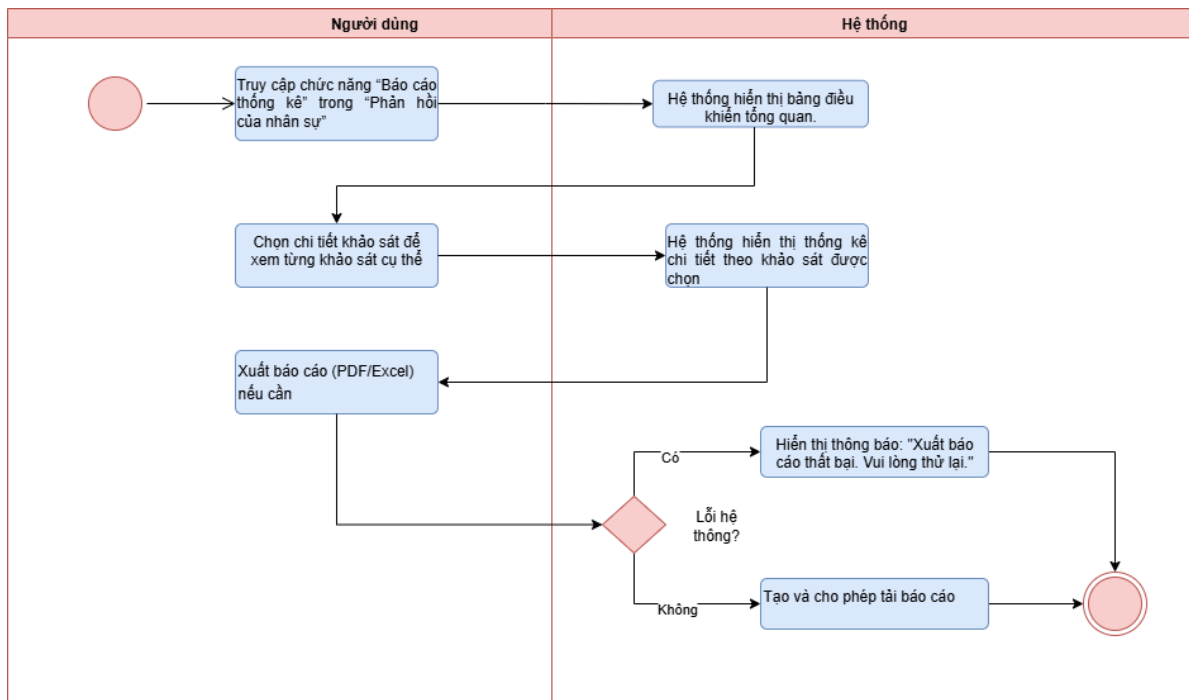 Người dùng
Hệ thống
Truy cập chức năng “Báo cáo
thống kê” trong “Phản hồi
của nhân sự”
Hệ thống hiển thị bảng điều
khiển tổng quan.
Chọn chi tiết khảo sát để
xem từng khảo sát cụ thể
Hệ thống hiển thị thống kê
chi tiết theo khảo sát được
chọn
Xuất báo cáo (PDF/Excel)
nếu cần
Có
Hiển thị thông báo: "Xuất báo
cáo thất bại. Vui lòng thử lại."
Lỗi hệ
thông?
Không
Tạo và cho phép tải báo cáo